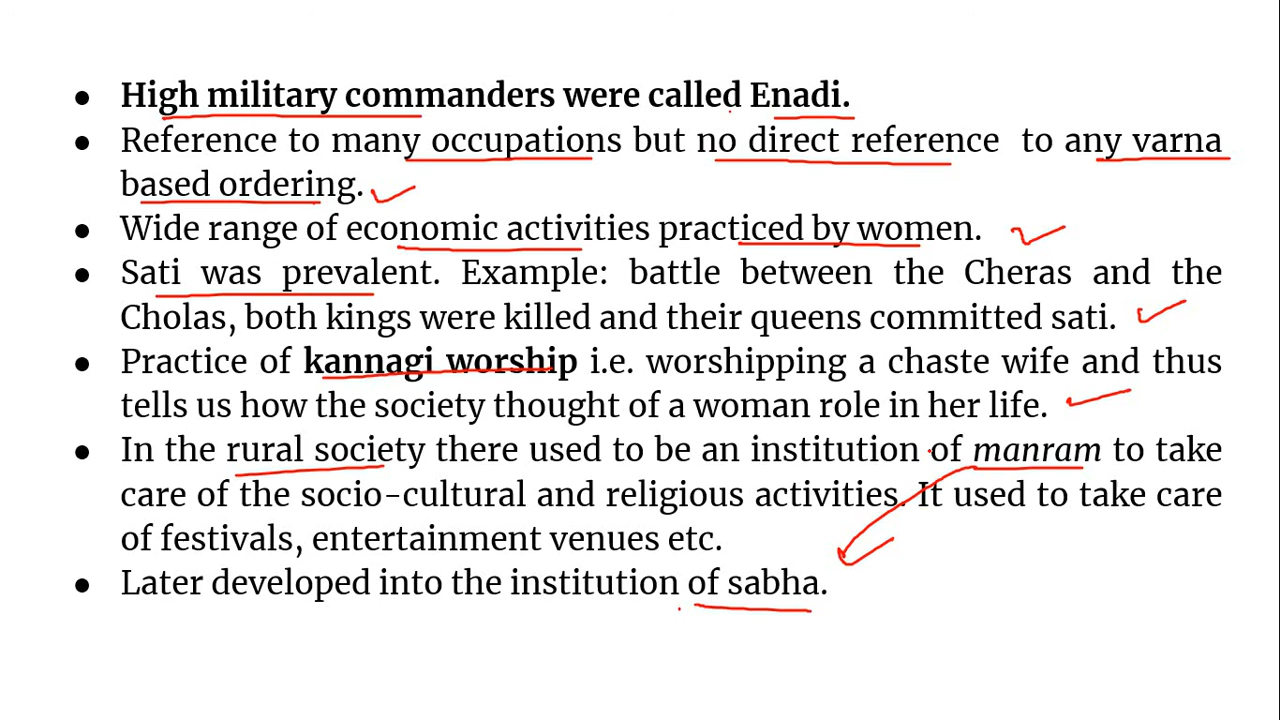 ● High military commanders were called Enadi.
● Reference to many occupations but no direct reference to any varna
based ordering.
● Wide range of economic activities practiced by women.
● Sati was prevalent. Example: battle between the Cheras and the
Cholas, both kings were killed and their queens committed sati.
● Practice of kannagi worship i.e. worshipping a chaste wife and thus
tells us how the society thought of a woman role in her life.
● In the rural society there used to be an institution of manram to take
care of the socio-cultural and religious activities. It used to take care
of festivals, entertainment venues etc.
● Later developed into the institution of sabha.